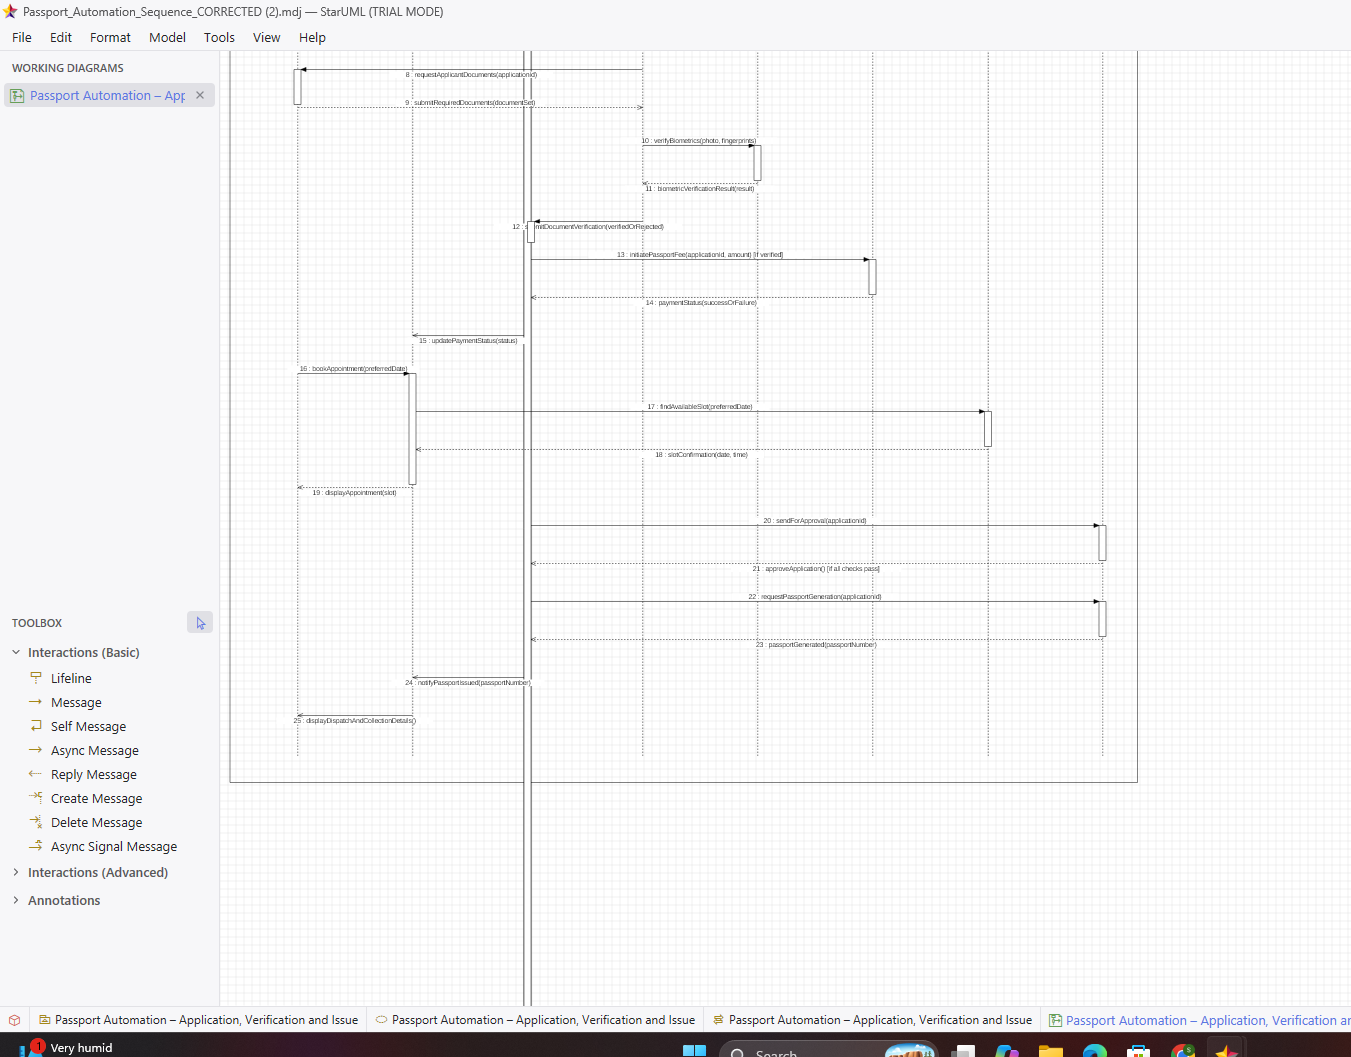 Passport_Automation_Sequence_CORRECTED (2).mdj — StarUML (TRIAL MODE)
File Edit Format Model Tools View Help
WORKING DIAGRAMS
Passport Automation – App
8 : requestApplicantDocuments(applicationId)
9 : submitRequiredDocuments(documentSet)
10 : verifyBiometrics(photo, fingerprints)
11 : biometricVerificationResult(result)
12 : s mitDocumentVerification(verifiedOrRejected)
13 : initiatePassportFee(applicationId, amount) [if verified]
14 : paymentStatus(successOrFailure)
15 : updatePaymentStatus(status)
16 : bookAppointment(preferredDate)
17 : findAvailableSlot(preferredDate)
18 : slotConfirmation(date, time)
19 : displayAppointment(slot)
20 : sendForApproval(applicationId)
21 : approveApplication() [if all checks pass]
22 : requestPassportGeneration(applicationId)
23 : passportGenerated(passportNumber)
24 : notifyPassportIssued(passportNumber)
25 : displayDispatchAndCollectionDetails()
TOOLBOX
Interactions (Basic)
Lifeline
Message
Self Message
Async Message
Reply Message
Create Message
Delete Message
Async Signal Message
Interactions (Advanced)
Annotations
Passport Automation – Application, Verification and Issue
Passport Automation – Application, Verification and Issue
Passport Automation – Application, Verification and Issue
Passport Automation – Application, Verification ar
1
Very humid
Search
S